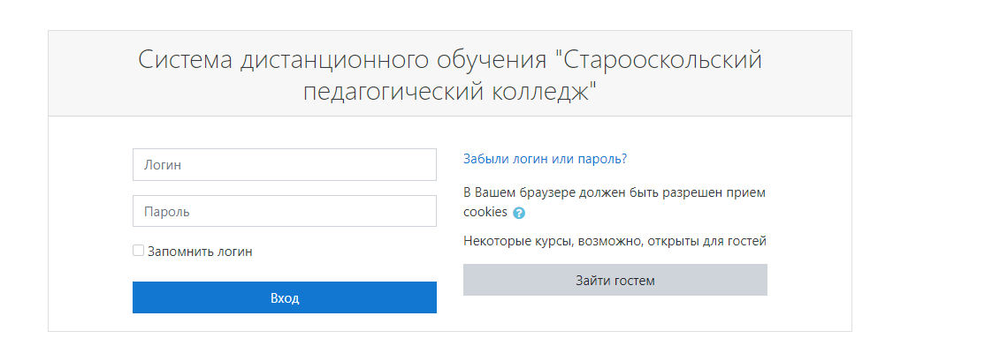 Система дистанционного обучения "Старооскольский
педагогический колледж"
Логин
Пароль
Запомнить логин
Вход
Забыли логин или пароль?
В Вашем браузере должен быть разрешен прием
cookies ?
Некоторые курсы, возможно, открыты для гостей
Зайти гостем